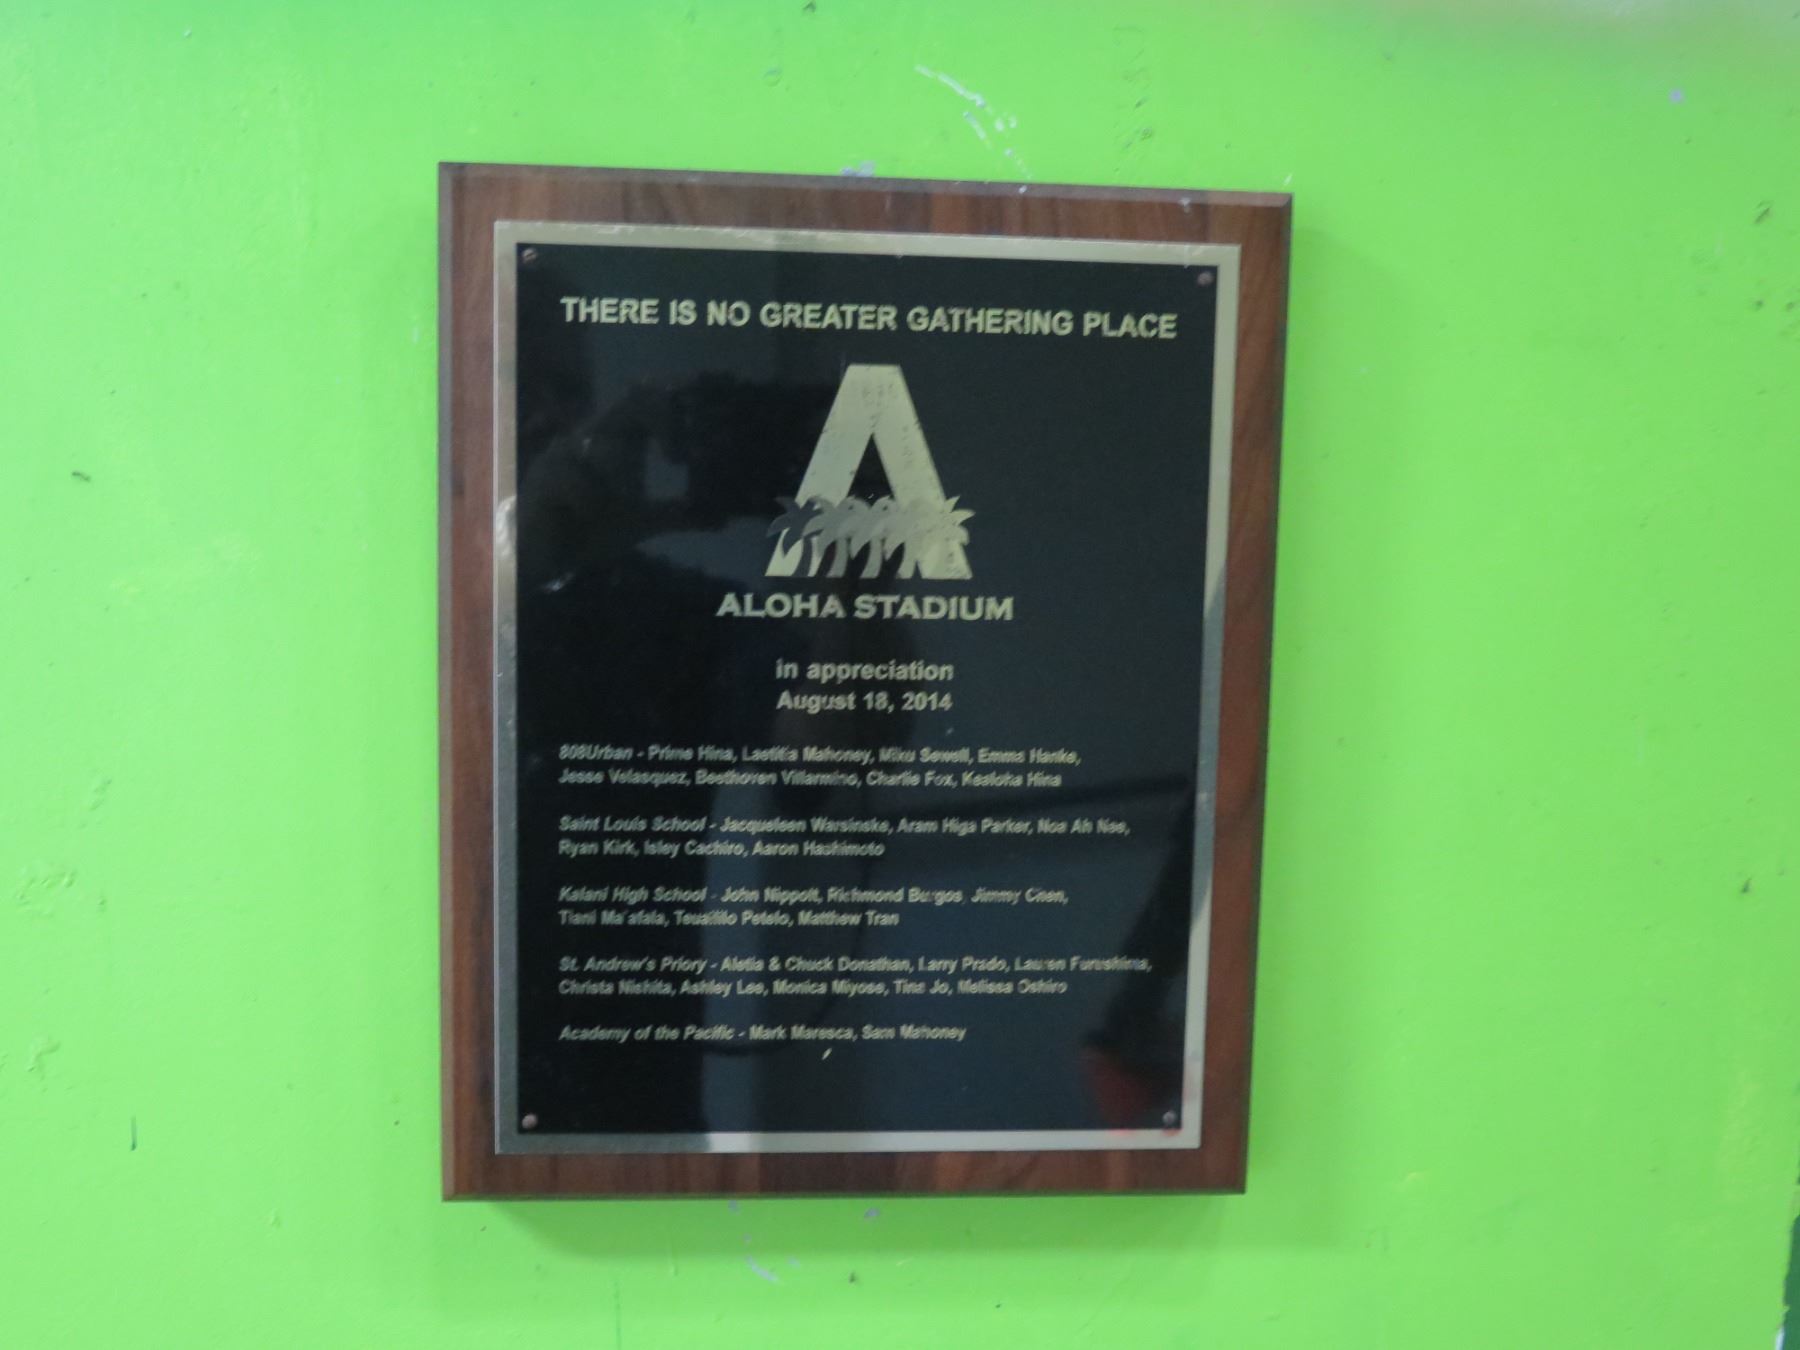 THERE IS NO GREATER GATHERING PLACE
A
ALOHA STADIUM
in appreciation
August 18, 2014
808Urban - Prime Hina, Laetitia Mahoney, Miku Sewell, Emma Hanke,
Jesse Velasquez, Beethoven Villarmino, Charlie Fox, Kealoha Hina
Saint Louis School - Jacqueleen Warsinske, Aram Higa Parker, Noa Ah Nee,
Ryan Kirk, Isley Cachiro, Aaron Hashimoto
Kalani High School - John Nippolt, Richmond Burgos, Jimmy Chen,
Tiani Ma'afala, Petelo, Matthew Tran
St. Andrew's Priory - Aletia & Chuck Donathan, Larry Prado, Lauren Furushima,
Christa Nishita, Ashley Lee, Monica Miyose, Tina Jo, Melissa Oshiro
Academy of the Pacific - Mark Maresca, Sam Mahoney